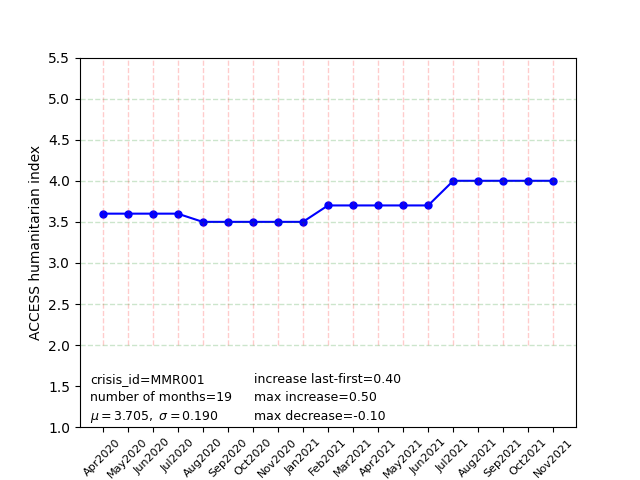 5.5
5.0
4.5
4.0
3.5
3.0
2.5
2.0
1.5
1.0
ACCESS humanitarian index
crisis_id=MMR001
number of months=19
μ=3.705, σ=0.190
increase last-first=0.40
max increase=0.50
max decrease=-0.10
Apr2020
May2020
Jun2020
Jul2020
Aug2020
Sep2020
Oct2020
Nov2020
Jan2021
Feb2021
Mar2021
Apr2021
May2021
Jun2021
Jul2021
Aug2021
Sep2021
Oct2021
Nov2021